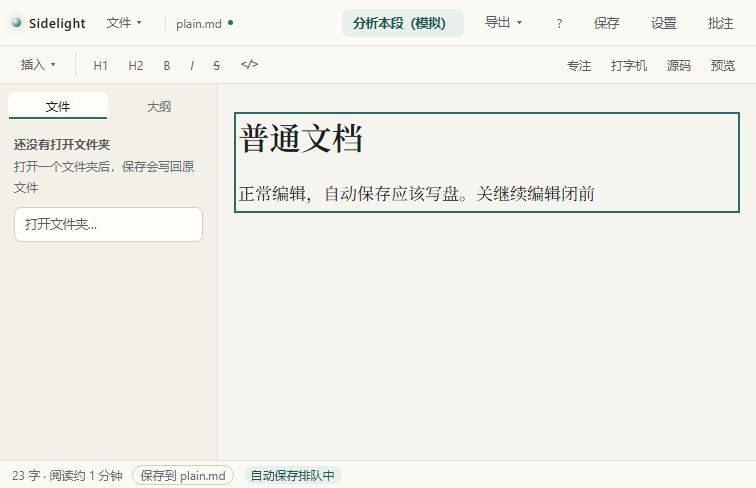 Sidelight 文件 ▾ plain.md ● 分析本段（模拟） 导出 ▾ ? 保存 设置 批注
插入 ▾ H1 H2 B I S </> 专注 打字机 源码 预览
文件 大纲
还没有打开文件夹
打开一个文件夹后，保存会写回原
文件
打开文件夹...
普通文档
正常编辑，自动保存应该写盘。关继续编辑闭前
23 字 · 阅读约 1 分钟 保存到 plain.md 自动保存排队中